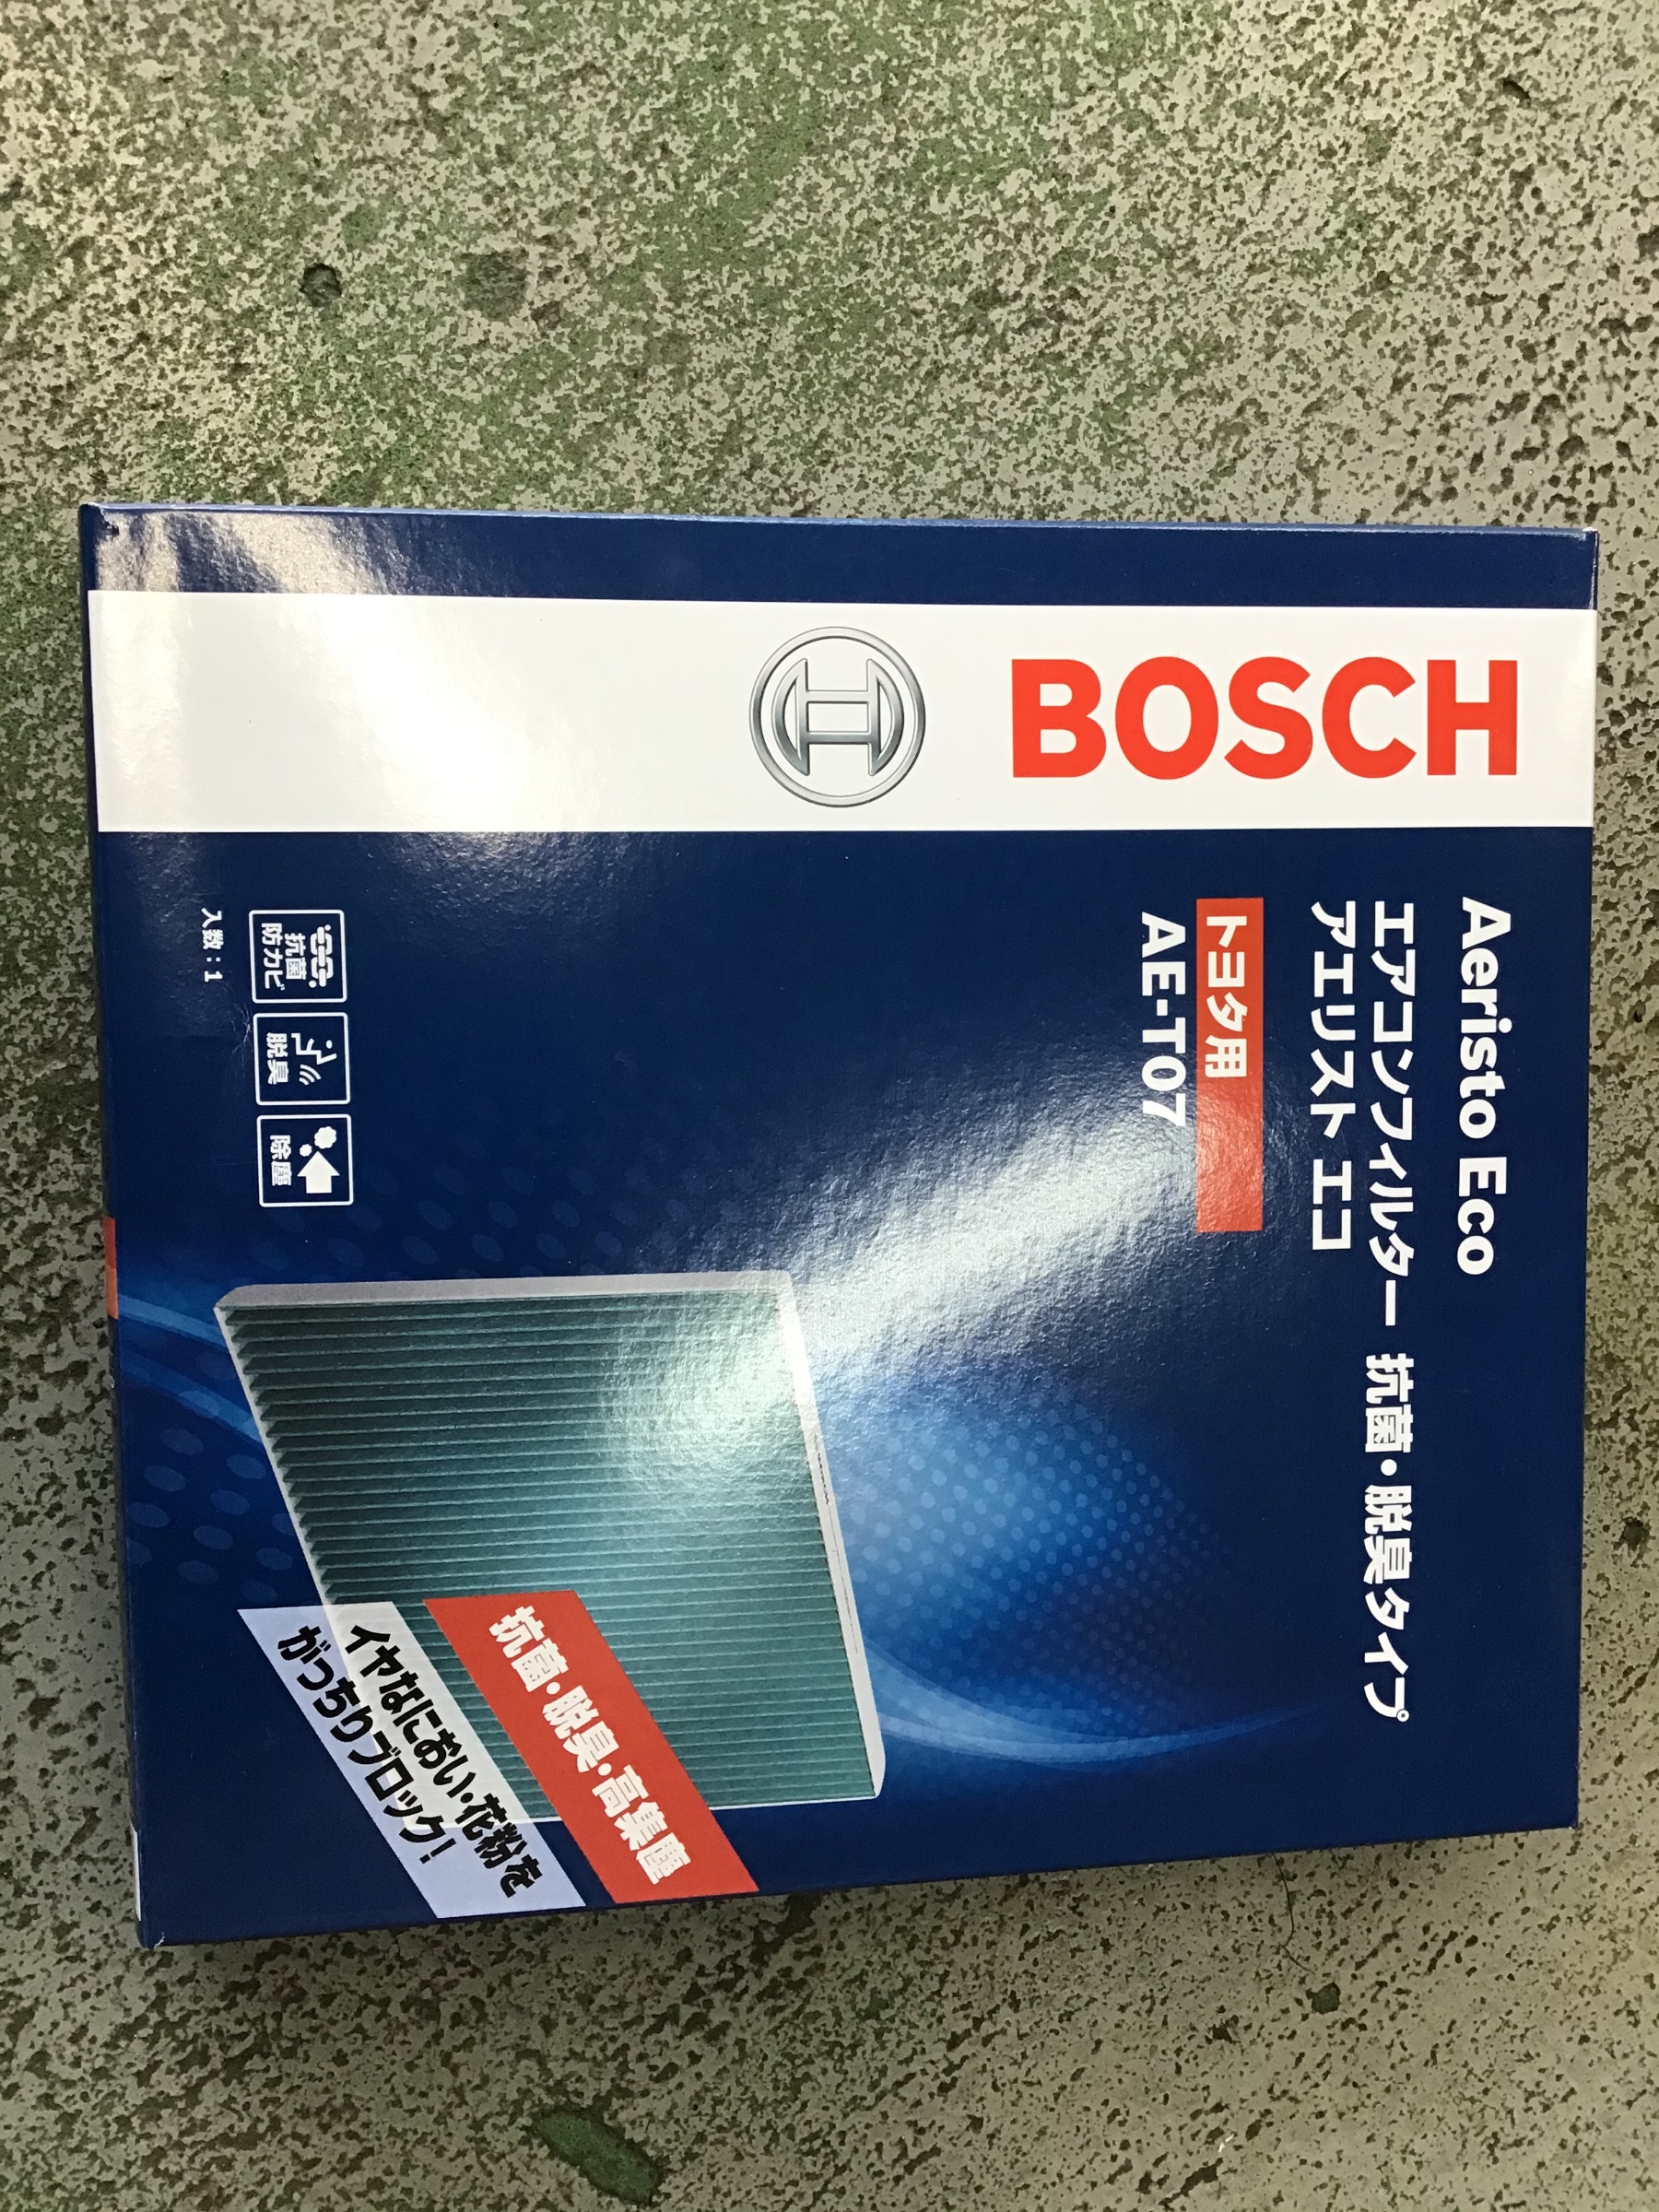 BOSCH
Aeristo Eco
エアコンフィルター 抗菌・脱臭タイプ
アエリスト エコ
トヨタ用
AE-T07
抗菌・脱臭・高集塵
イヤなにおい・花粉を
がっちりブロック!
抗菌
防カビ
脱臭
除塵
入数：1